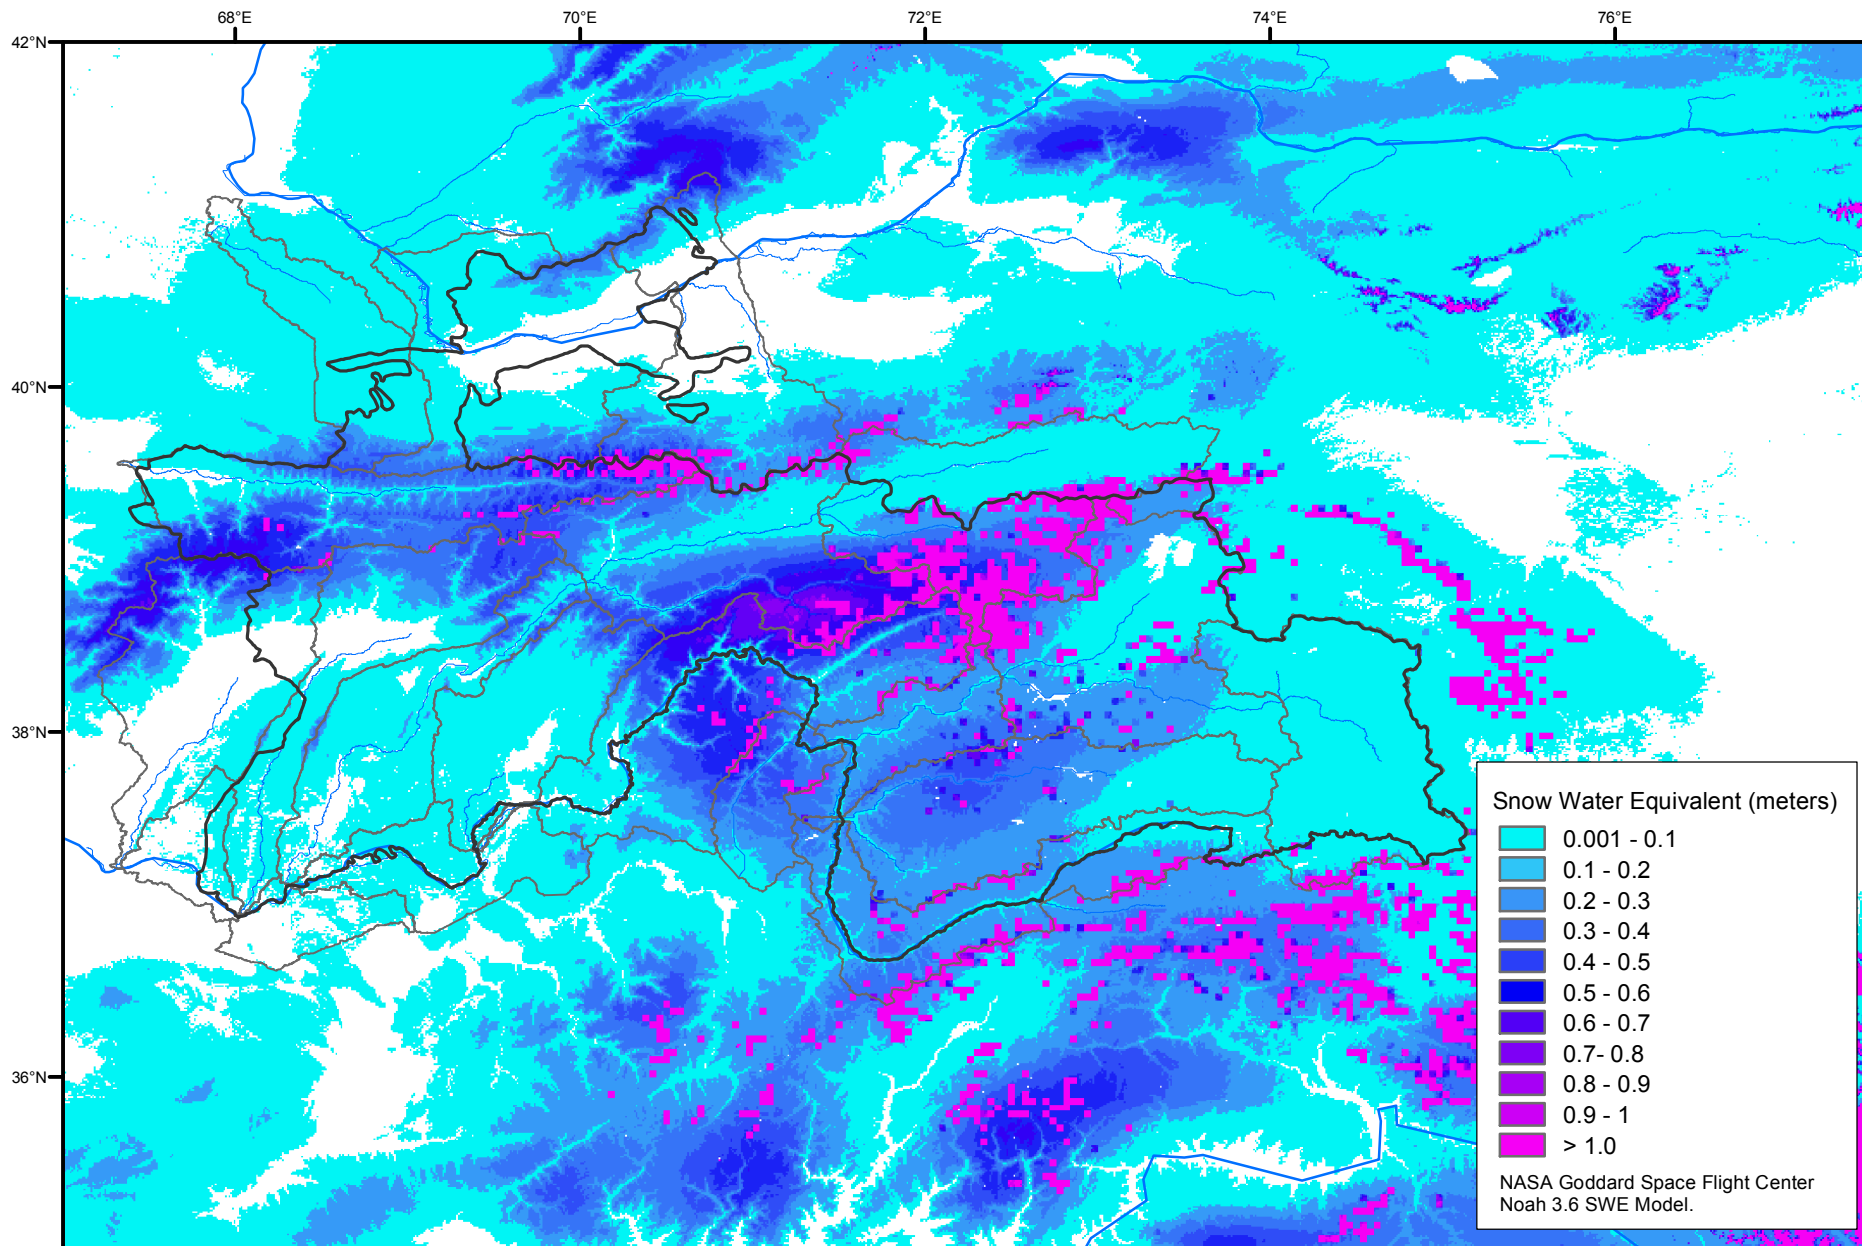 68°E 70°E 72°E 74°E 76°E
42°N
40°N
38°N
36°N
Snow Water Equivalent (meters)
0.001 - 0.1
0.1 - 0.2
0.2 - 0.3
0.3 - 0.4
0.4 - 0.5
0.5 - 0.6
0.6 - 0.7
0.7- 0.8
0.8 - 0.9
0.9 - 1
> 1.0
NASA Goddard Space Flight Center
Noah 3.6 SWE Model.